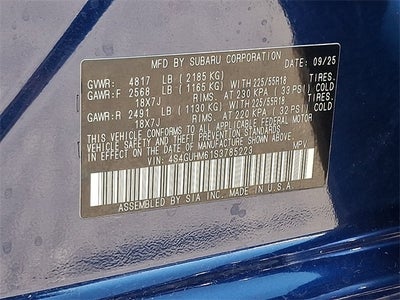 MFD BY SUBARU CORPORATION DATE: 09/25
GVWR: 4817 LB (2185 KG)
GAWR:F 2568 LB (1165 KG) WITH 225/55R18 TIRES.
18X7J RIMS. AT 230 KPA (33 PSI) COLD.
GAWR:R 2491 LB (1130 KG) WITH 225/55R18 TIRES.
18X7J RIMS. AT 220 KPA (32 PSI) COLD.
THIS VEHICLE CONFORMS TO ALL APPLICABLE FEDERAL MOTOR
VEHICLE SAFETY AND THEFT PREVENTION STANDARDS
IN EFFECT ON THE DATE OF MANUFACTURE SHOWN ABOVE.
VIN: 4S4GUHM61S3785023 MPV
ASSEMBLED BY SIA INC. MADE IN U.S.A.